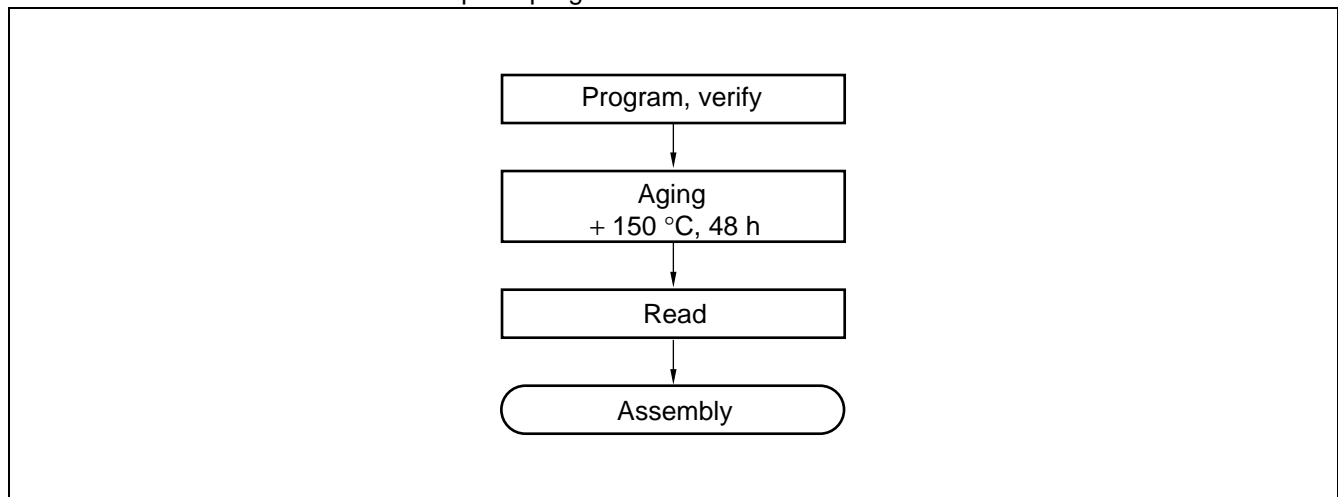 Program, verify
Aging
+ 150 °C, 48 h
Read
Assembly